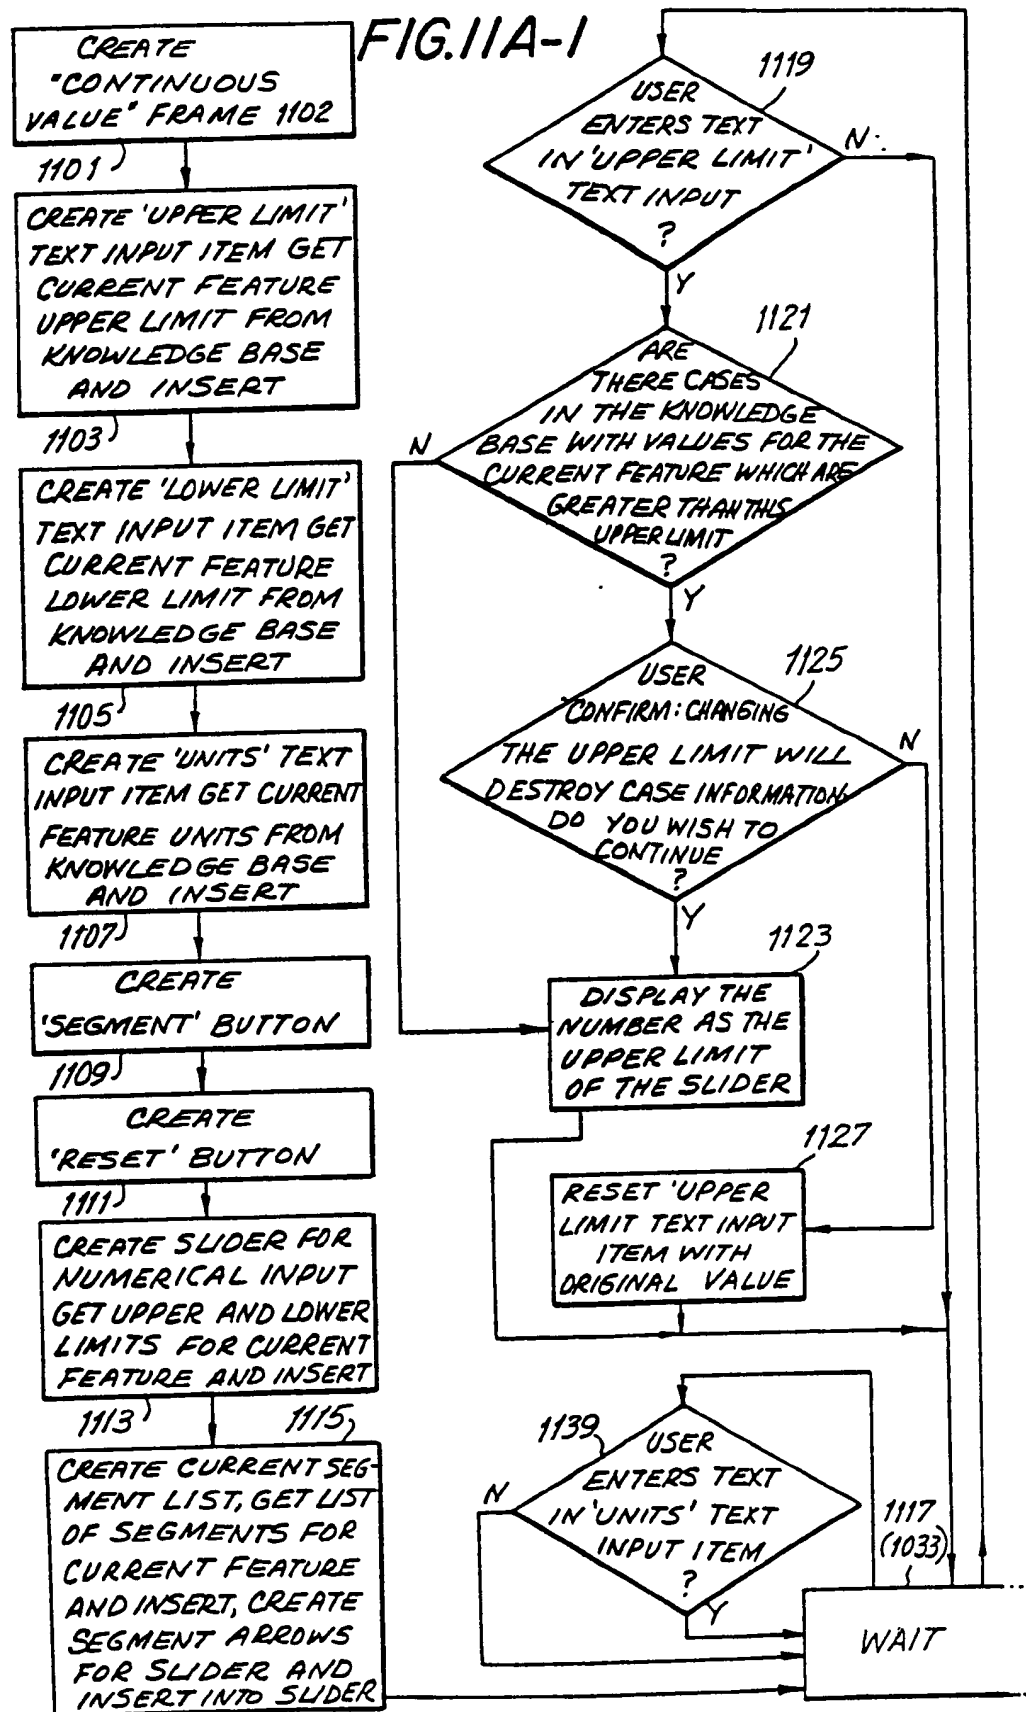 FIG.11A-1
CREATE
"CONTINUOUS
VALUE" FRAME 1102
1101
CREATE 'UPPER LIMIT'
TEXT INPUT ITEM GET
CURRENT FEATURE
UPPER LIMIT FROM
KNOWLEDGE BASE
AND INSERT
1103
CREATE 'LOWER LIMIT'
TEXT INPUT ITEM GET
CURRENT FEATURE
LOWER LIMIT FROM
KNOWLEDGE BASE
AND INSERT
1105
CREATE 'UNITS' TEXT
INPUT ITEM GET CURRENT
FEATURE UNITS FROM
KNOWLEDGE BASE
AND INSERT
1107
CREATE
'SEGMENT' BUTTON
1109
CREATE
'RESET' BUTTON
1111
CREATE SLIDER FOR
NUMERICAL INPUT
GET UPPER AND LOWER
LIMITS FOR CURRENT
FEATURE AND INSERT
1113
1115
CREATE CURRENT SEG-
MENT LIST, GET LIST
OF SEGMENTS FOR
CURRENT FEATURE
AND INSERT, CREATE
SEGMENT ARROWS
FOR SLIDER AND
INSERT INTO SLIDER
1119
USER
ENTERS TEXT
IN 'UPPER LIMIT'
TEXT INPUT
?
N
Y
1121
ARE
THERE CASES
IN THE KNOWLEDGE
BASE WITH VALUES FOR THE
CURRENT FEATURE WHICH ARE
GREATER THAN THIS
UPPER LIMIT
?
N
Y
1125
USER
CONFIRM: CHANGING
THE UPPER LIMIT WILL
DESTROY CASE INFORMATION
DO YOU WISH TO
CONTINUE
?
N
Y
1123
DISPLAY THE
NUMBER AS THE
UPPER LIMIT
OF THE SLIDER
1127
RESET 'UPPER
LIMIT TEXT INPUT
ITEM WITH
ORIGINAL VALUE
1139
USER
ENTERS TEXT
IN 'UNITS' TEXT
INPUT ITEM
?
N
Y
1117
(1033)
WAIT